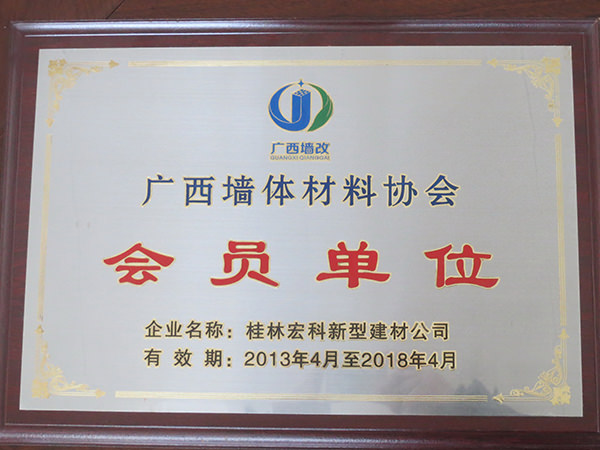 广西墙改
GUANGXI QIANGGAI
广西墙体材料协会
会员单位
企业名称：桂林宏科新型建材公司
有效期：2013年4月至2018年4月